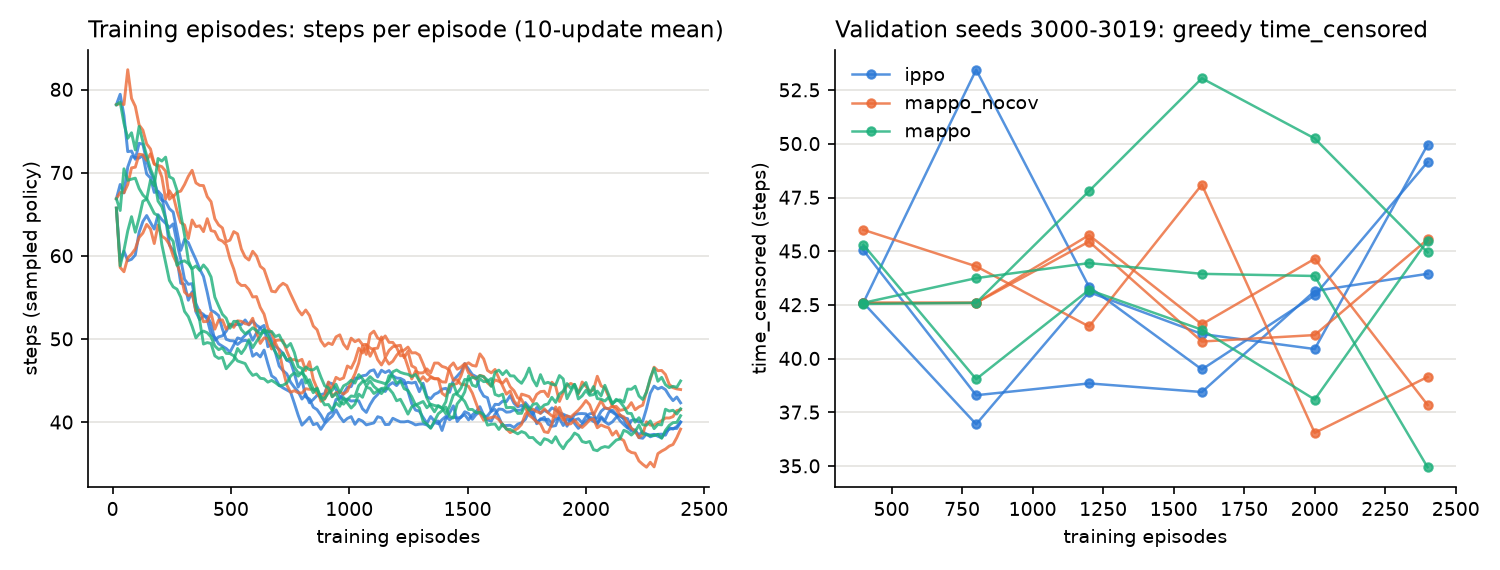 Training episodes: steps per episode (10-update mean)
80
70
60
50
40
steps (sampled policy)
0 500 1000 1500 2000 2500
training episodes
Validation seeds 3000-3019: greedy time_censored
ippo
mappo_nocov
mappo
52.5
50.0
47.5
45.0
42.5
40.0
37.5
35.0
time_censored (steps)
500 750 1000 1250 1500 1750 2000 2250 2500
training episodes